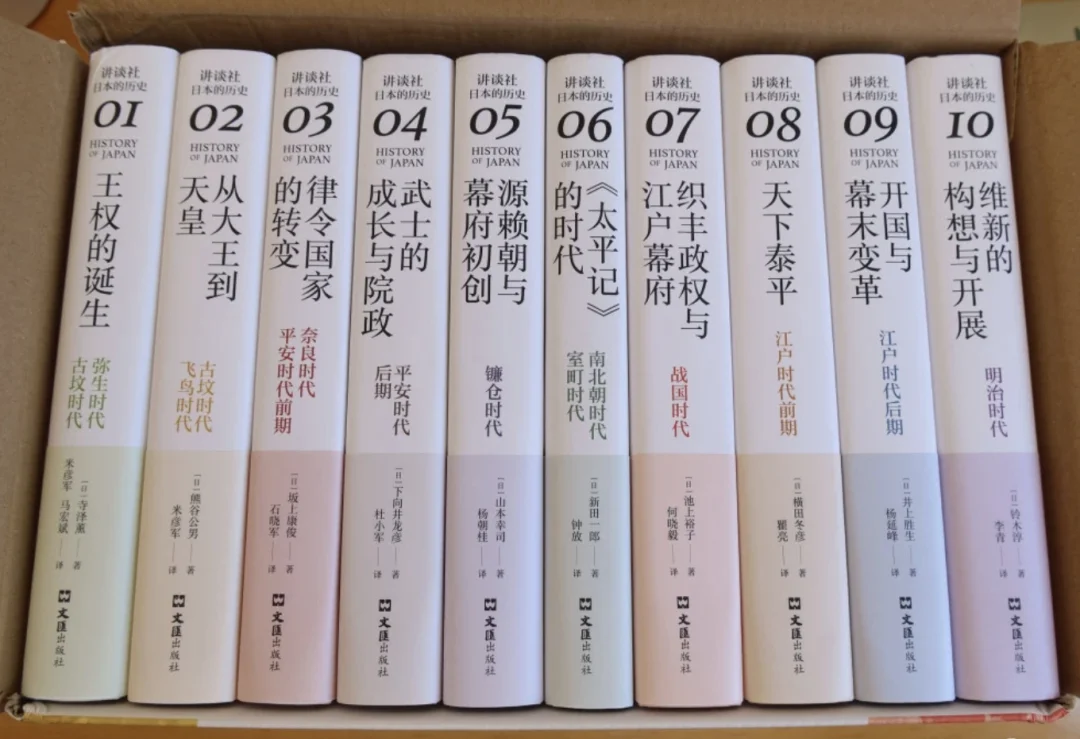 讲谈社
日本的历史
01
HISTORY
OF JAPAN
王权的诞生
弥生时代
古坟时代
〔日〕寺泽薰——著
米彦军 马宏斌——译
文匯出版社
讲谈社
日本的历史
02
HISTORY
OF JAPAN
从大王到
天皇
古坟时代
飞鸟时代
〔日〕熊谷公男——著
米彦军——译
文匯出版社
讲谈社
日本的历史
03
HISTORY
OF JAPAN
律令国家
的转变
奈良时代
平安时代前期
〔日〕坂上康俊——著
石晓军——译
文匯出版社
讲谈社
日本的历史
04
HISTORY
OF JAPAN
武士的
成长与院政
平安时代
后期
〔日〕下向井龙彦——著
杜小军——译
文匯出版社
讲谈社
日本的历史
05
HISTORY
OF JAPAN
源赖朝与
幕府初创
镰仓时代
〔日〕山本幸司——著
杨朝桂——译
文匯出版社
讲谈社
日本的历史
06
HISTORY
OF JAPAN
《太平记》
的时代
南北朝时代
室町时代
〔日〕新田一郎——著
钟放——译
文匯出版社
讲谈社
日本的历史
07
HISTORY
OF JAPAN
织丰政权与
江户幕府
战国时代
〔日〕池上裕子——著
何晓毅——译
文匯出版社
讲谈社
日本的历史
08
HISTORY
OF JAPAN
天下泰平
江户时代前期
〔日〕横田冬彦——著
瞿亮——译
文匯出版社
讲谈社
日本的历史
09
HISTORY
OF JAPAN
开国与
幕末变革
江户时代后期
〔日〕井上胜生——著
杨延峰——译
文匯出版社
讲谈社
日本的历史
10
HISTORY
OF JAPAN
维新的
构想与开展
明治时代
〔日〕铃木淳——著
李青——译
文匯出版社